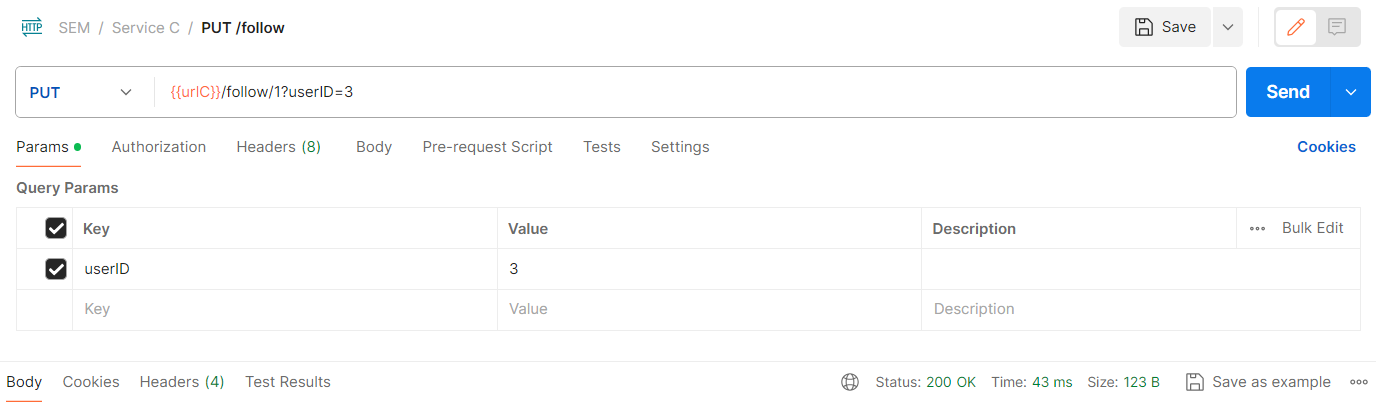 HTTP SEM / Service C / PUT /follow Save
PUT {{urlC}}/follow/1?userID=3 Send
Params Authorization Headers (8) Body Pre-request Script Tests Settings Cookies
Query Params
Key Value Description Bulk Edit
userID 3
Key Value Description
Body Cookies Headers (4) Test Results Status: 200 OK Time: 43 ms Size: 123 B Save as example